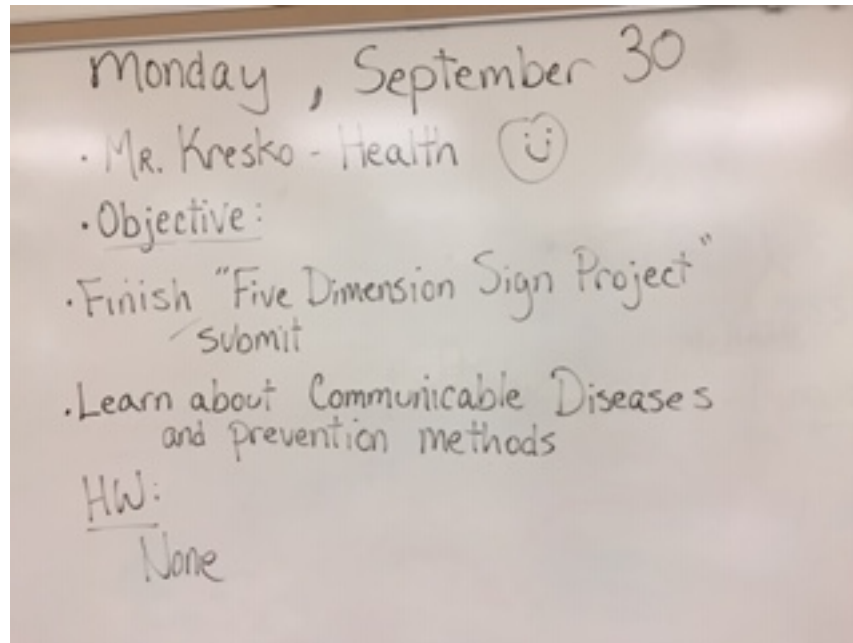 Monday, September 30
· MR. Kresko - Health
· Objective:
· Finish "Five Dimension Sign Project"
/submit
· Learn about Communicable Diseases
and prevention methods
HW:
None